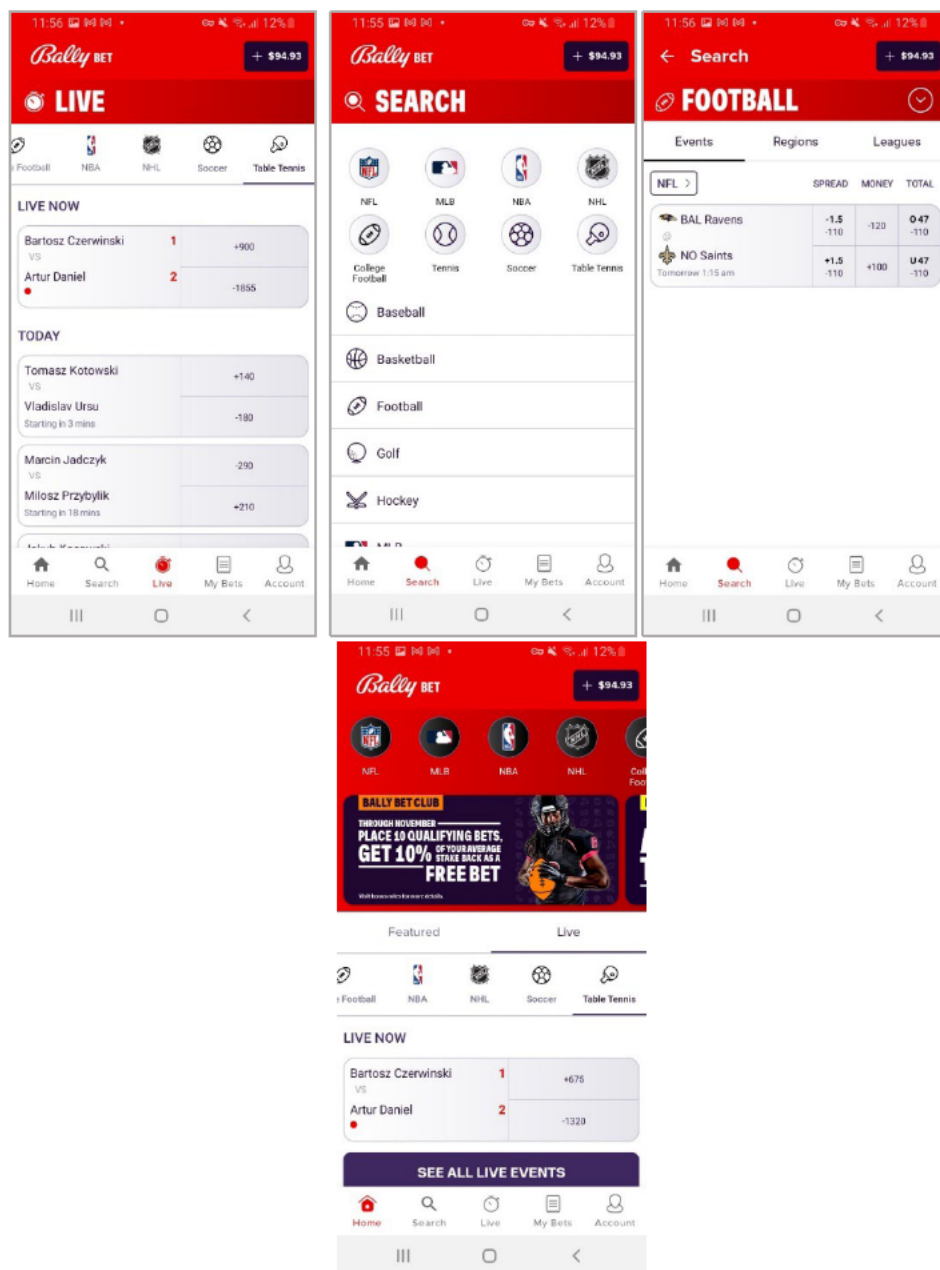 11:56
12%
Bally BET
+ $94.93
LIVE
Football
NBA
NHL
Soccer
Table Tennis
LIVE NOW
Bartosz Czerwinski 1 +900
VS
Artur Daniel 2 -1855
TODAY
Tomasz Kotowski +140
VS
Vladislav Ursu -180
Starting in 3 mins
Marcin Jadczyk -290
VS
Milosz Przybylik +210
Starting in 18 mins
Home Search Live My Bets Account
11:55
12%
Bally BET
+ $94.93
SEARCH
NFL MLB NBA NHL
College Football
Tennis Soccer Table Tennis
Baseball
Basketball
Football
Golf
Hockey
MLB
Home Search Live My Bets Account
11:56
12%
← Search
+ $94.93
FOOTBALL
Events Regions Leagues
NFL > SPREAD MONEY TOTAL
BAL Ravens -1.5 -120 O 47
-110 -110
NO Saints +1.5 +100 U 47
Tomorrow 1:15 am -110 -110
Home Search Live My Bets Account
11:55
12%
Bally BET
+ $94.93
NFL MLB NBA NHL
BALLY BET CLUB
THROUGH NOVEMBER
PLACE 10 QUALIFYING BETS,
GET 10% OF YOUR AVERAGE
STAKE BACK AS A
FREE BET
Featured Live
Football NBA NHL Soccer Table Tennis
LIVE NOW
Bartosz Czerwinski 1 +675
VS
Artur Daniel 2 -1320
SEE ALL LIVE EVENTS
Home Search Live My Bets Account